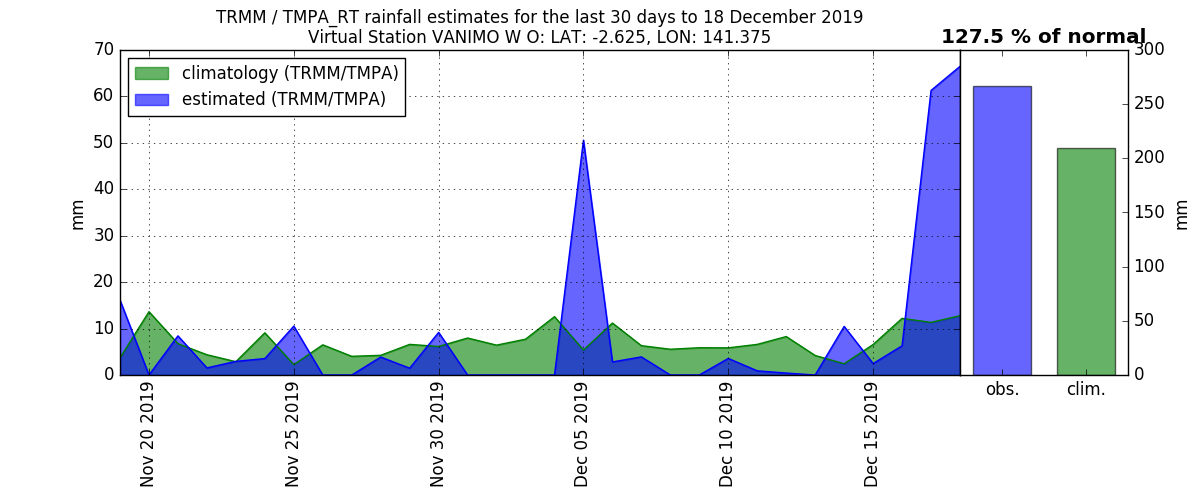 TRMM / TMPA_RT rainfall estimates for the last 30 days to 18 December 2019
Virtual Station VANIMO W O: LAT: -2.625, LON: 141.375
127.5 % of normal
climatology (TRMM/TMPA)
estimated (TRMM/TMPA)
mm
70
60
50
40
30
20
10
0
Nov 20 2019
Nov 25 2019
Nov 30 2019
Dec 05 2019
Dec 10 2019
Dec 15 2019
obs.
clim.
300
250
200
150
100
50
0
mm